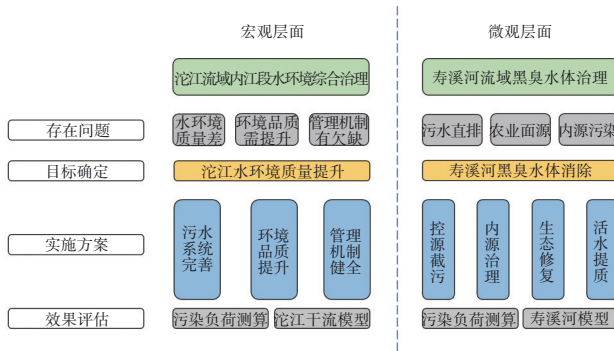 宏观层面
微观层面
沱江流域内江段水环境综合治理
寿溪河流域黑臭水体治理
存在问题
水环境
质量差
环境品质
需提升
管理机制
有欠缺
污水直排
农业面源
内源污染
目标确定
沱江水环境质量提升
寿溪河黑臭水体消除
实施方案
污水
系统
完善
环境
品质
提升
管理
机制
健全
控源截污
内源治理
生态修复
活水提质
效果评估
污染负荷测算
沱江干流模型
污染负荷测算
寿溪河模型